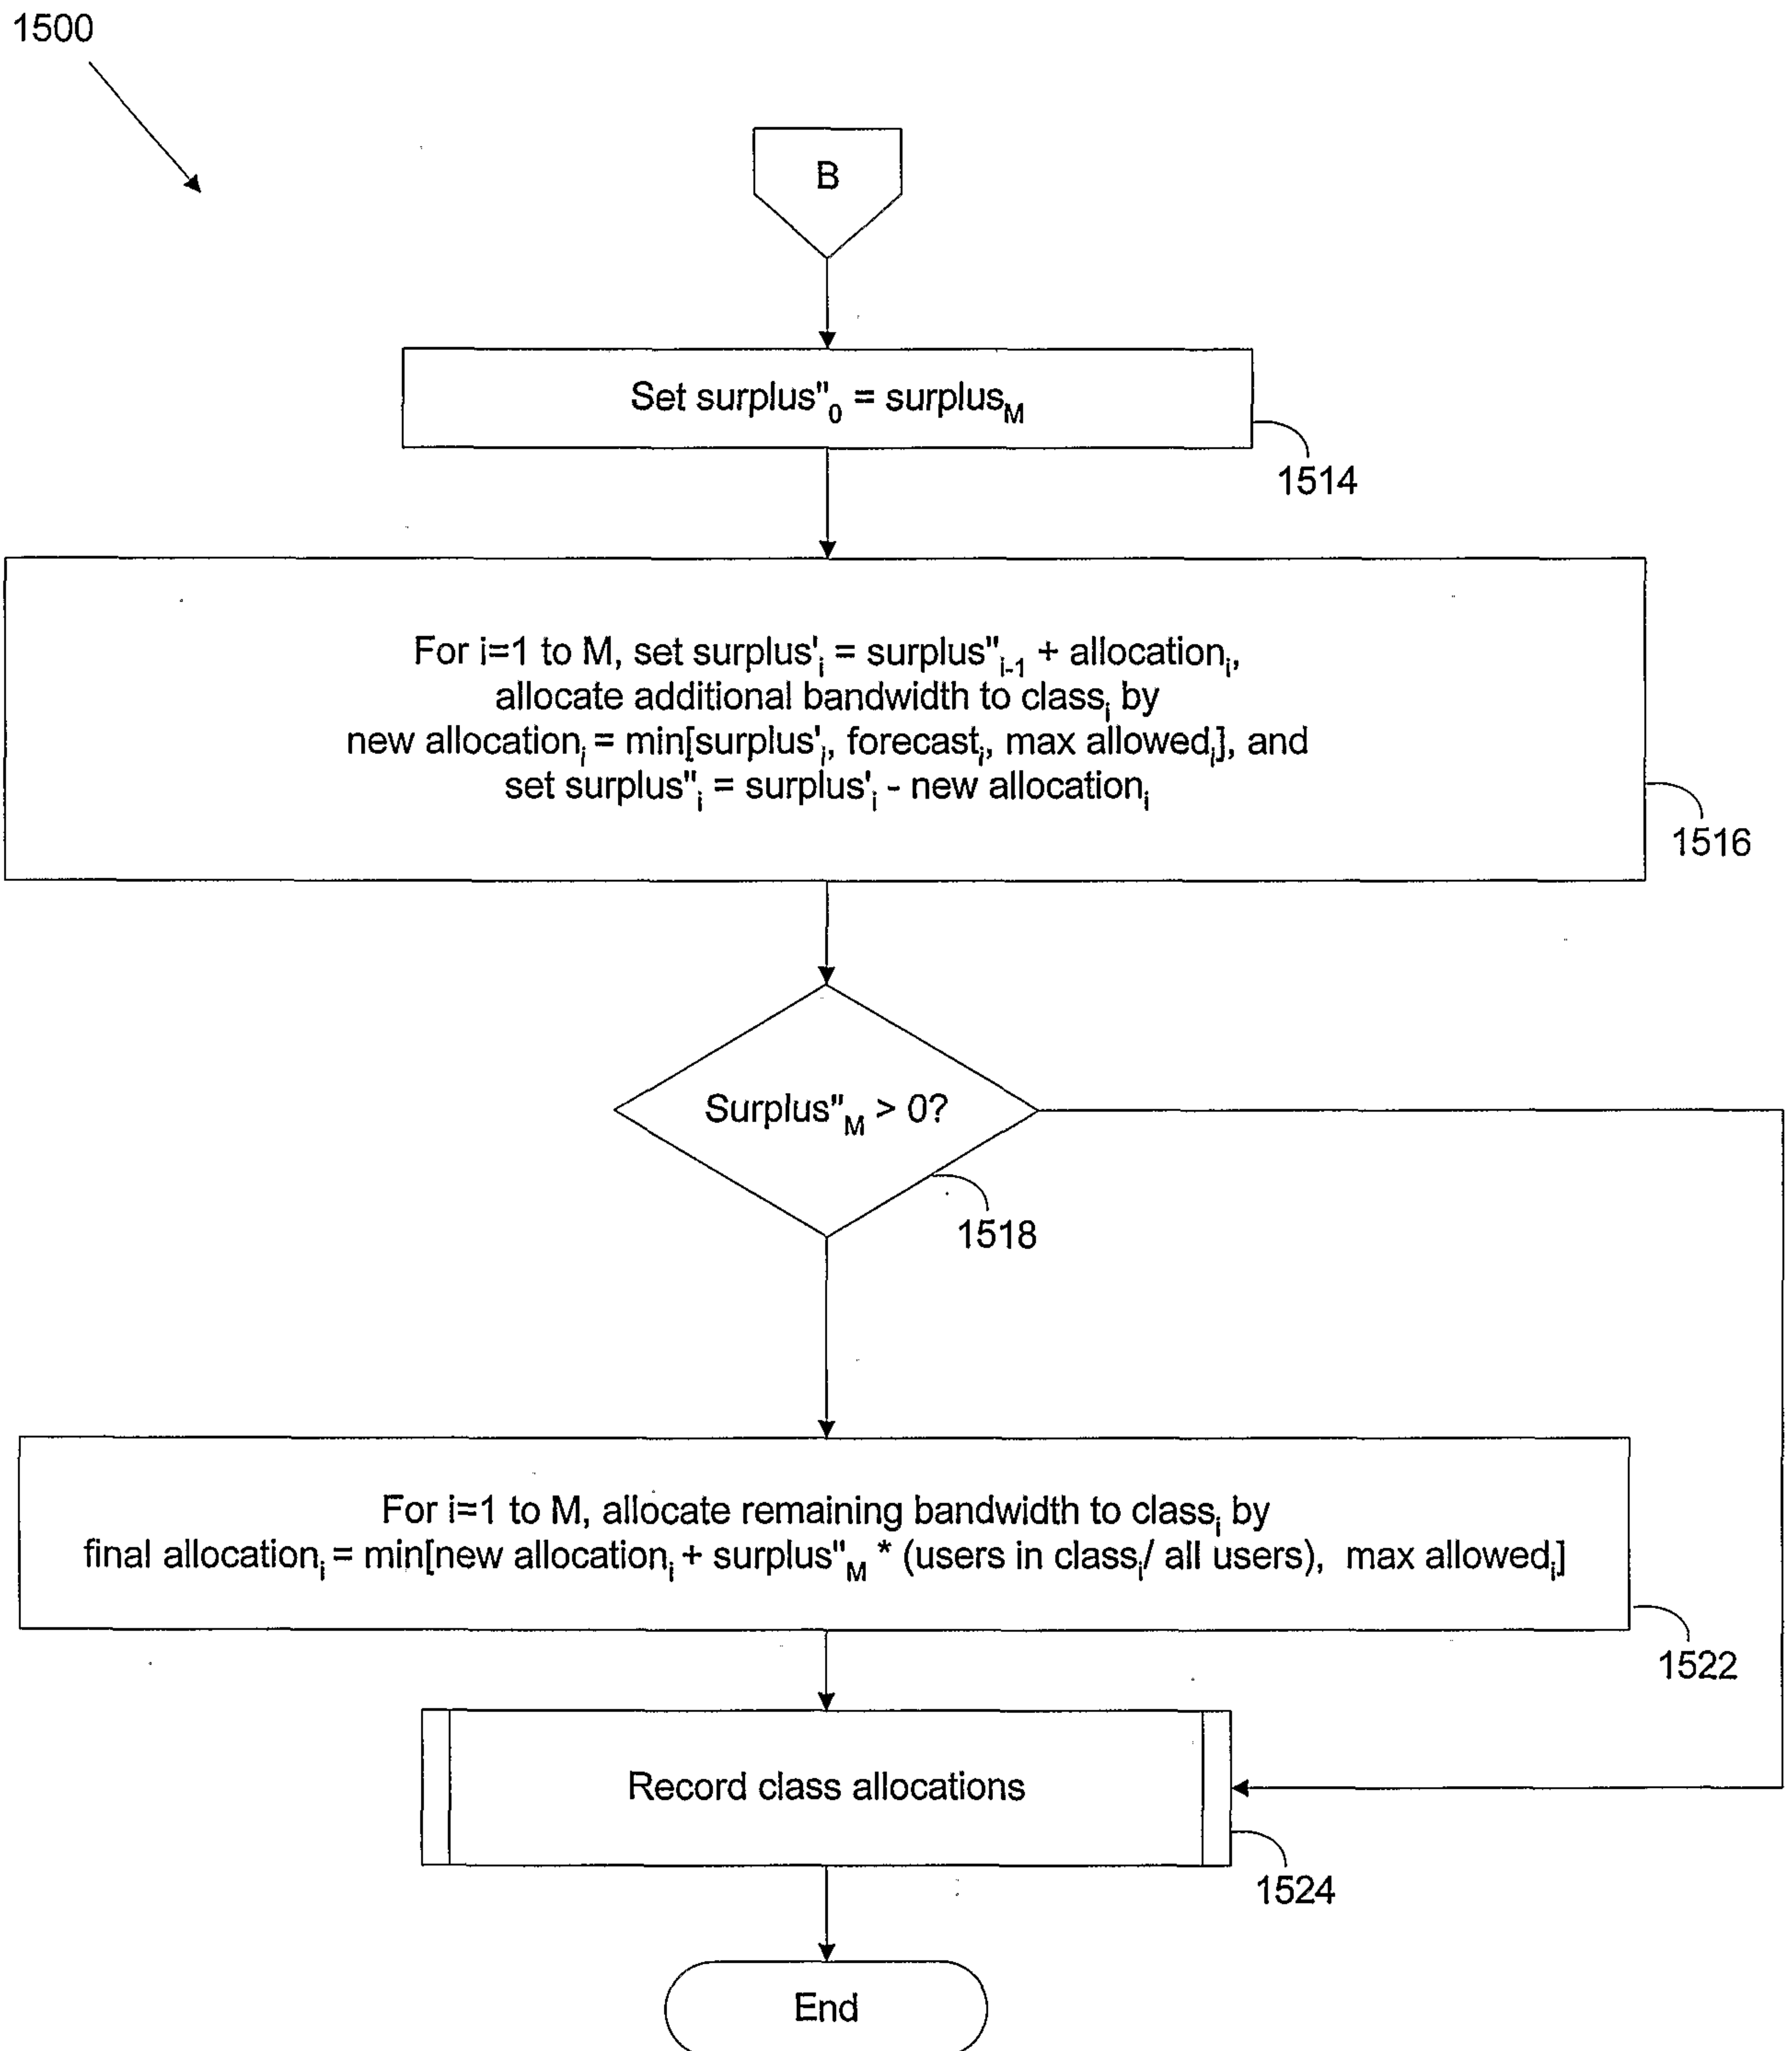 1500
B
Set surplus"₀ = surplus_M
1514
For i=1 to M, set surplus'ᵢ = surplus"ᵢ₋₁ + allocationᵢ,
allocate additional bandwidth to classᵢ by
new allocationᵢ = min[surplus'ᵢ, forecastᵢ, max allowedᵢ], and
set surplus"ᵢ = surplus'ᵢ - new allocationᵢ
1516
Surplus"_M > 0?
1518
For i=1 to M, allocate remaining bandwidth to classᵢ by
final allocationᵢ = min[new allocationᵢ + surplus"_M * (users in classᵢ/ all users), max allowedᵢ]
1522
Record class allocations
1524
End